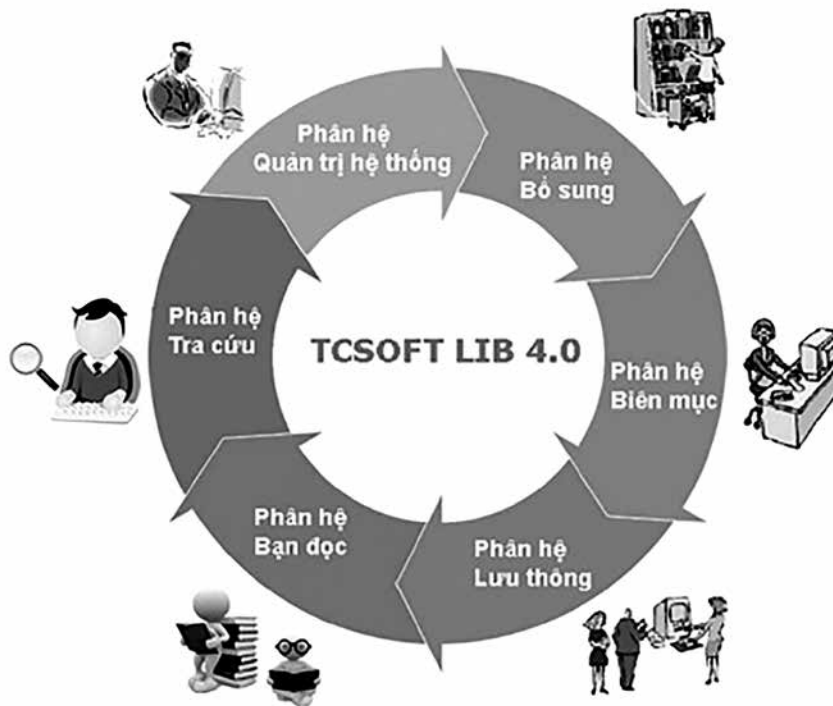 Phân hệ
Quản trị hệ thống
Phân hệ
Bổ sung
Phân hệ
Biên mục
Phân hệ
Lưu thông
Phân hệ
Bạn đọc
Phân hệ
Tra cứu
TCSOFT LIB 4.0